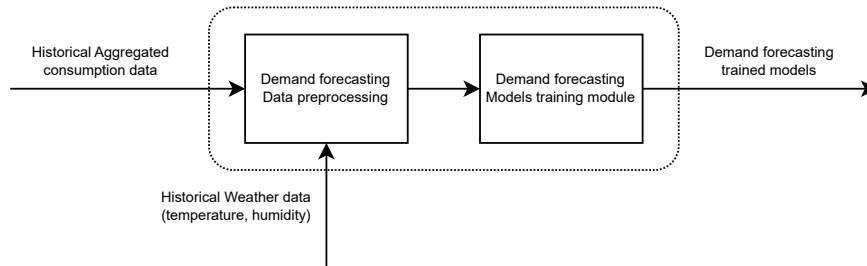 Historical Aggregated
consumption data
Demand forecasting
Data preprocessing
Demand forecasting
Models training module
Demand forecasting
trained models
Historical Weather data
(temperature, humidity)